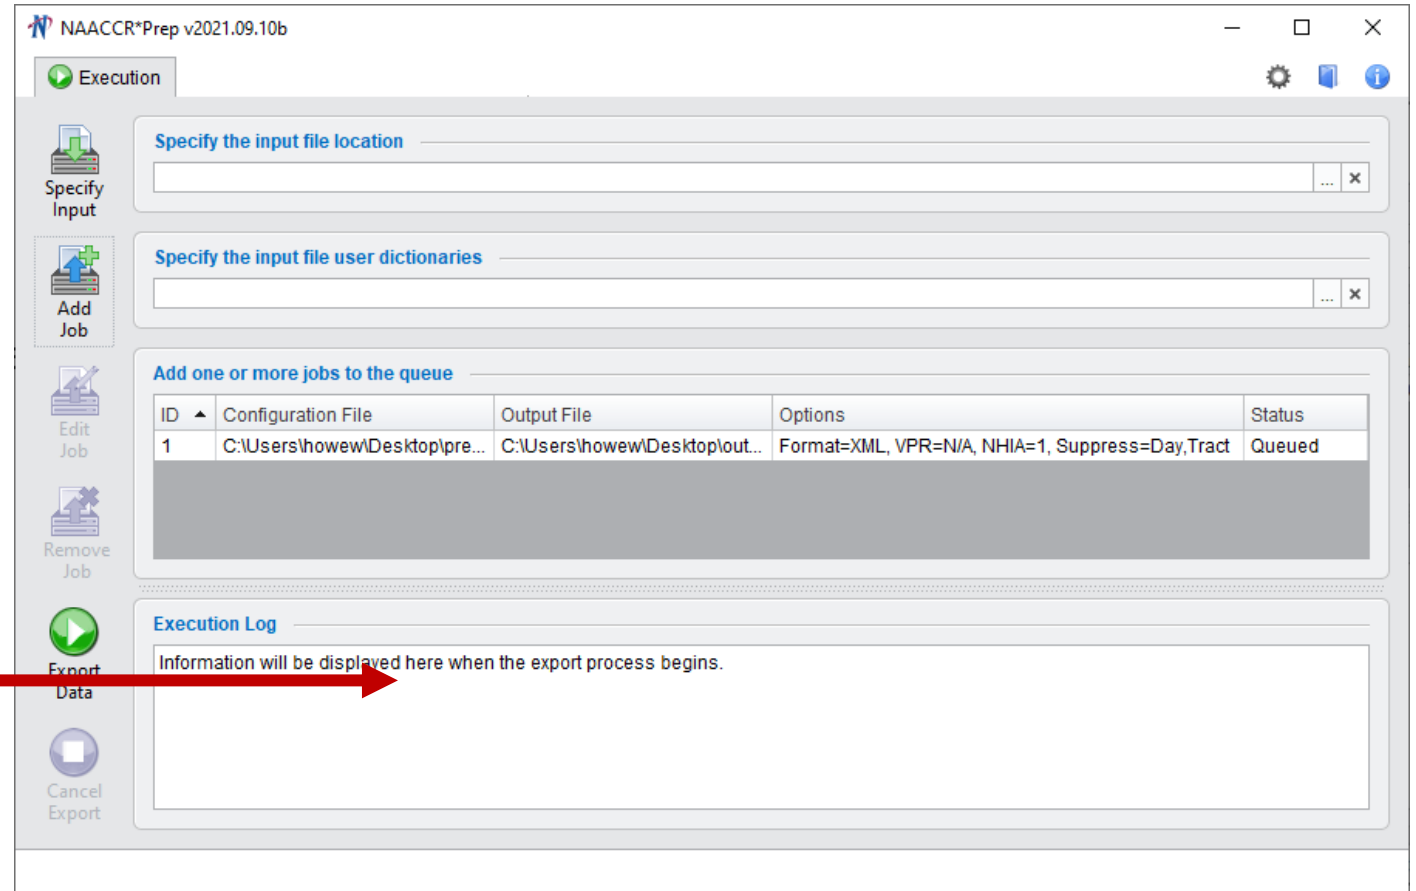 NAACCR*Prep v2021.09.10b
Execution
Specify
Input
Add
Job
Edit
Job
Remove
Job
Export
Data
Cancel
Export
Specify the input file location
...
Specify the input file user dictionaries
...
Add one or more jobs to the queue
ID Configuration File Output File Options Status
1 C:\Users\howew\Desktop\pre... C:\Users\howew\Desktop\out... Format=XML, VPR=N/A, NHIA=1, Suppress=Day,Tract Queued
Execution Log
Information will be displayed here when the export process begins.